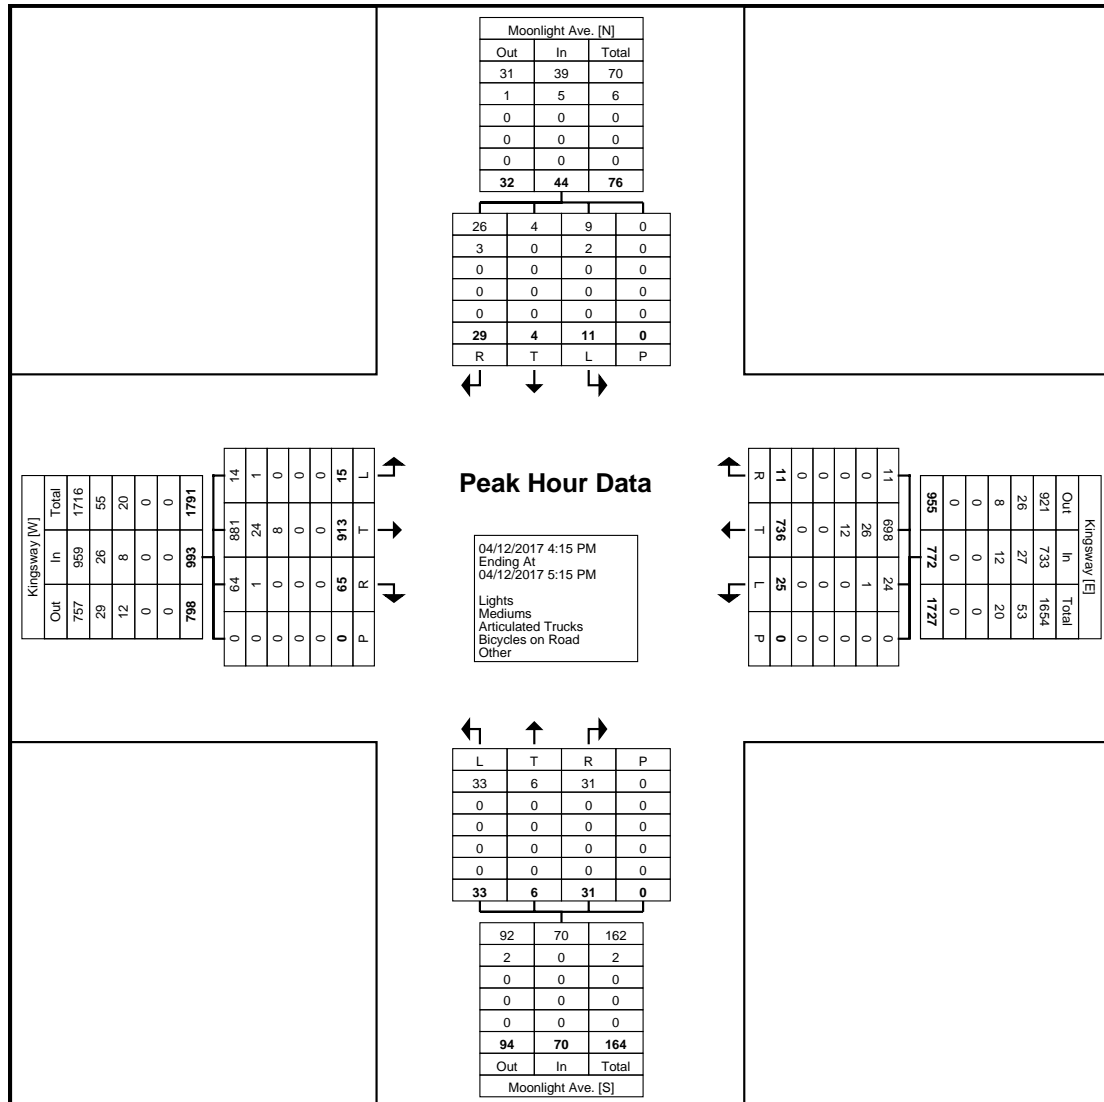 Moonlight Ave. [N]
Out In Total
31 39 70
1 5 6
0 0 0
0 0 0
0 0 0
32 44 76
26 4 9 0
3 0 2 0
0 0 0 0
0 0 0 0
0 0 0 0
29 4 11 0
R T L P
Kingsway [W]
Total In Out
1716 959 757
55 26 29
20 8 12
0 0 0
0 0 0
1791 993 798
14 881 64 0
1 24 1 0
0 8 0 0
0 0 0 0
0 0 0 0
15 913 65 0
L T R P
Peak Hour Data
04/12/2017 4:15 PM
Ending At
04/12/2017 5:15 PM
Lights
Mediums
Articulated Trucks
Bicycles on Road
Other
R T L P
11 736 25 0
0 0 0 0
0 0 0 0
0 12 0 0
0 26 1 0
11 698 24 0
Kingsway [E]
Out In Total
921 733 1654
26 27 53
8 12 20
0 0 0
0 0 0
955 772 1727
L T R P
33 6 31 0
0 0 0 0
0 0 0 0
0 0 0 0
0 0 0 0
33 6 31 0
92 70 162
2 0 2
0 0 0
0 0 0
0 0 0
94 70 164
Out In Total
Moonlight Ave. [S]